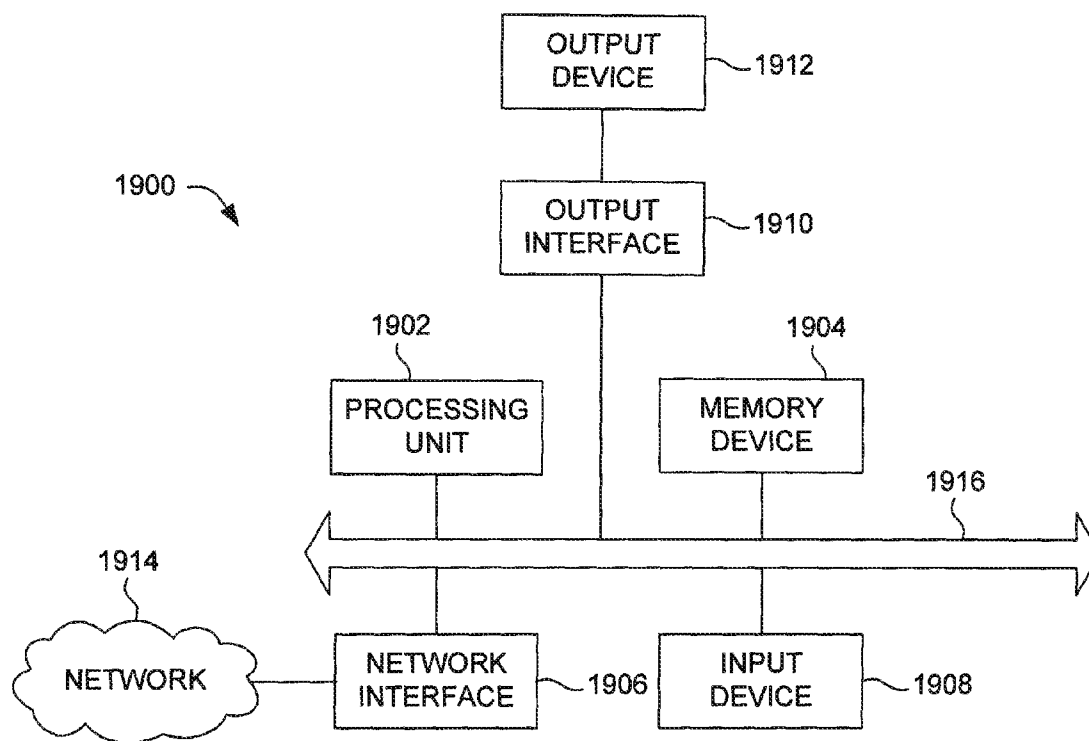 OUTPUT
DEVICE
1912
1900
OUTPUT
INTERFACE
1910
1902
PROCESSING
UNIT
1904
MEMORY
DEVICE
1916
1914
NETWORK
NETWORK
INTERFACE
1906
INPUT
DEVICE
1908